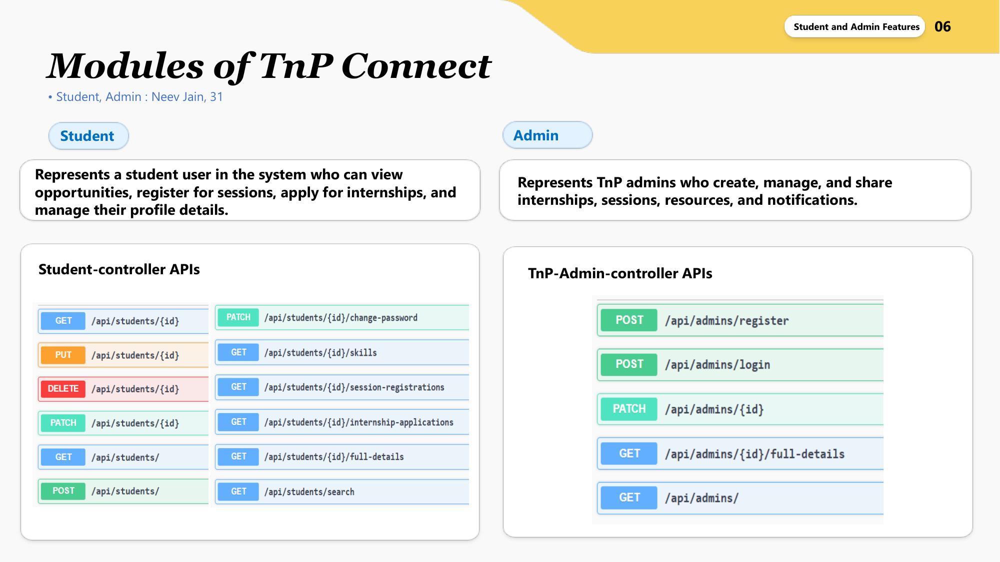 Student and Admin Features 06
Modules of TnP Connect
• Student, Admin : Neev Jain, 31
Student
Represents a student user in the system who can view
opportunities, register for sessions, apply for internships, and
manage their profile details.
Student-controller APIs
GET /api/students/{id}
PUT /api/students/{id}
DELETE /api/students/{id}
PATCH /api/students/{id}
GET /api/students/
POST /api/students/
PATCH /api/students/{id}/change-password
GET /api/students/{id}/skills
GET /api/students/{id}/session-registrations
GET /api/students/{id}/internship-applications
GET /api/students/{id}/full-details
GET /api/students/search
Admin
Represents TnP admins who create, manage, and share
internships, sessions, resources, and notifications.
TnP-Admin-controller APIs
POST /api/admins/register
POST /api/admins/login
PATCH /api/admins/{id}
GET /api/admins/{id}/full-details
GET /api/admins/